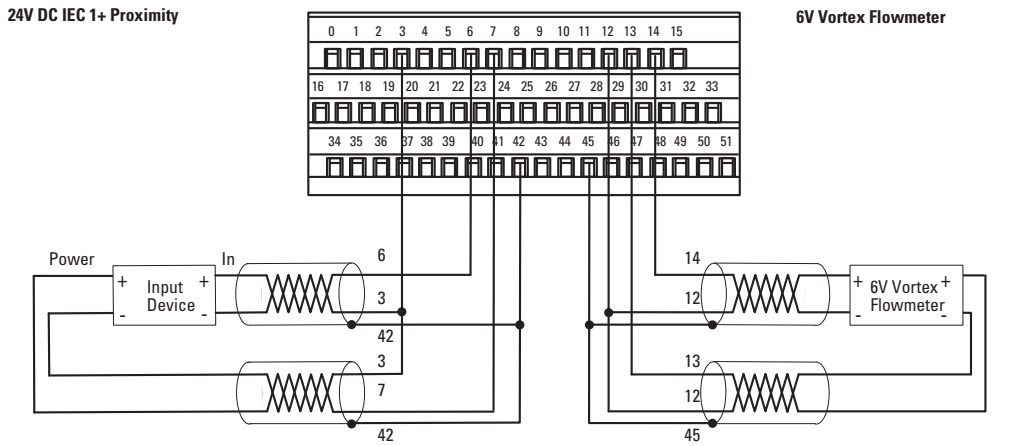 24V DC IEC 1+ Proximity
6V Vortex Flowmeter
0 1 2 3 4 5 6 7 8 9 10 11 12 13 14 15
16 17 18 19 20 21 22 23 24 25 26 27 28 29 30 31 32 33
34 35 36 37 38 39 40 41 42 43 44 45 46 47 48 49 50 51
Power
In
+ Input +
- Device -
6
3
42
3
7
42
14
12
+ 6V Vortex +
Flowmeter -
13
12
45